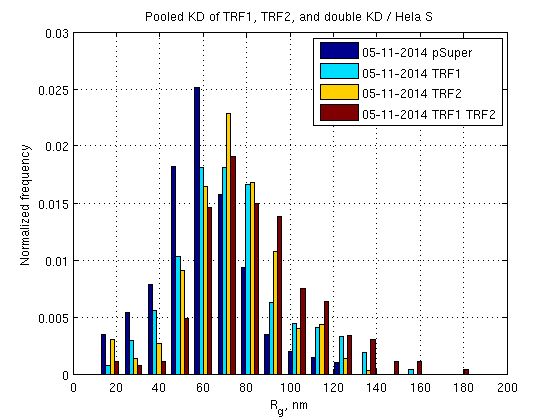 Pooled KD of TRF1, TRF2, and double KD / Hela S
0.03
0.025
0.02
0.015
0.01
0.005
0
Normalized frequency
05-11-2014 pSuper
05-11-2014 TRF1
05-11-2014 TRF2
05-11-2014 TRF1 TRF2
0 20 40 60 80 100 120 140 160 180 200
Rg, nm